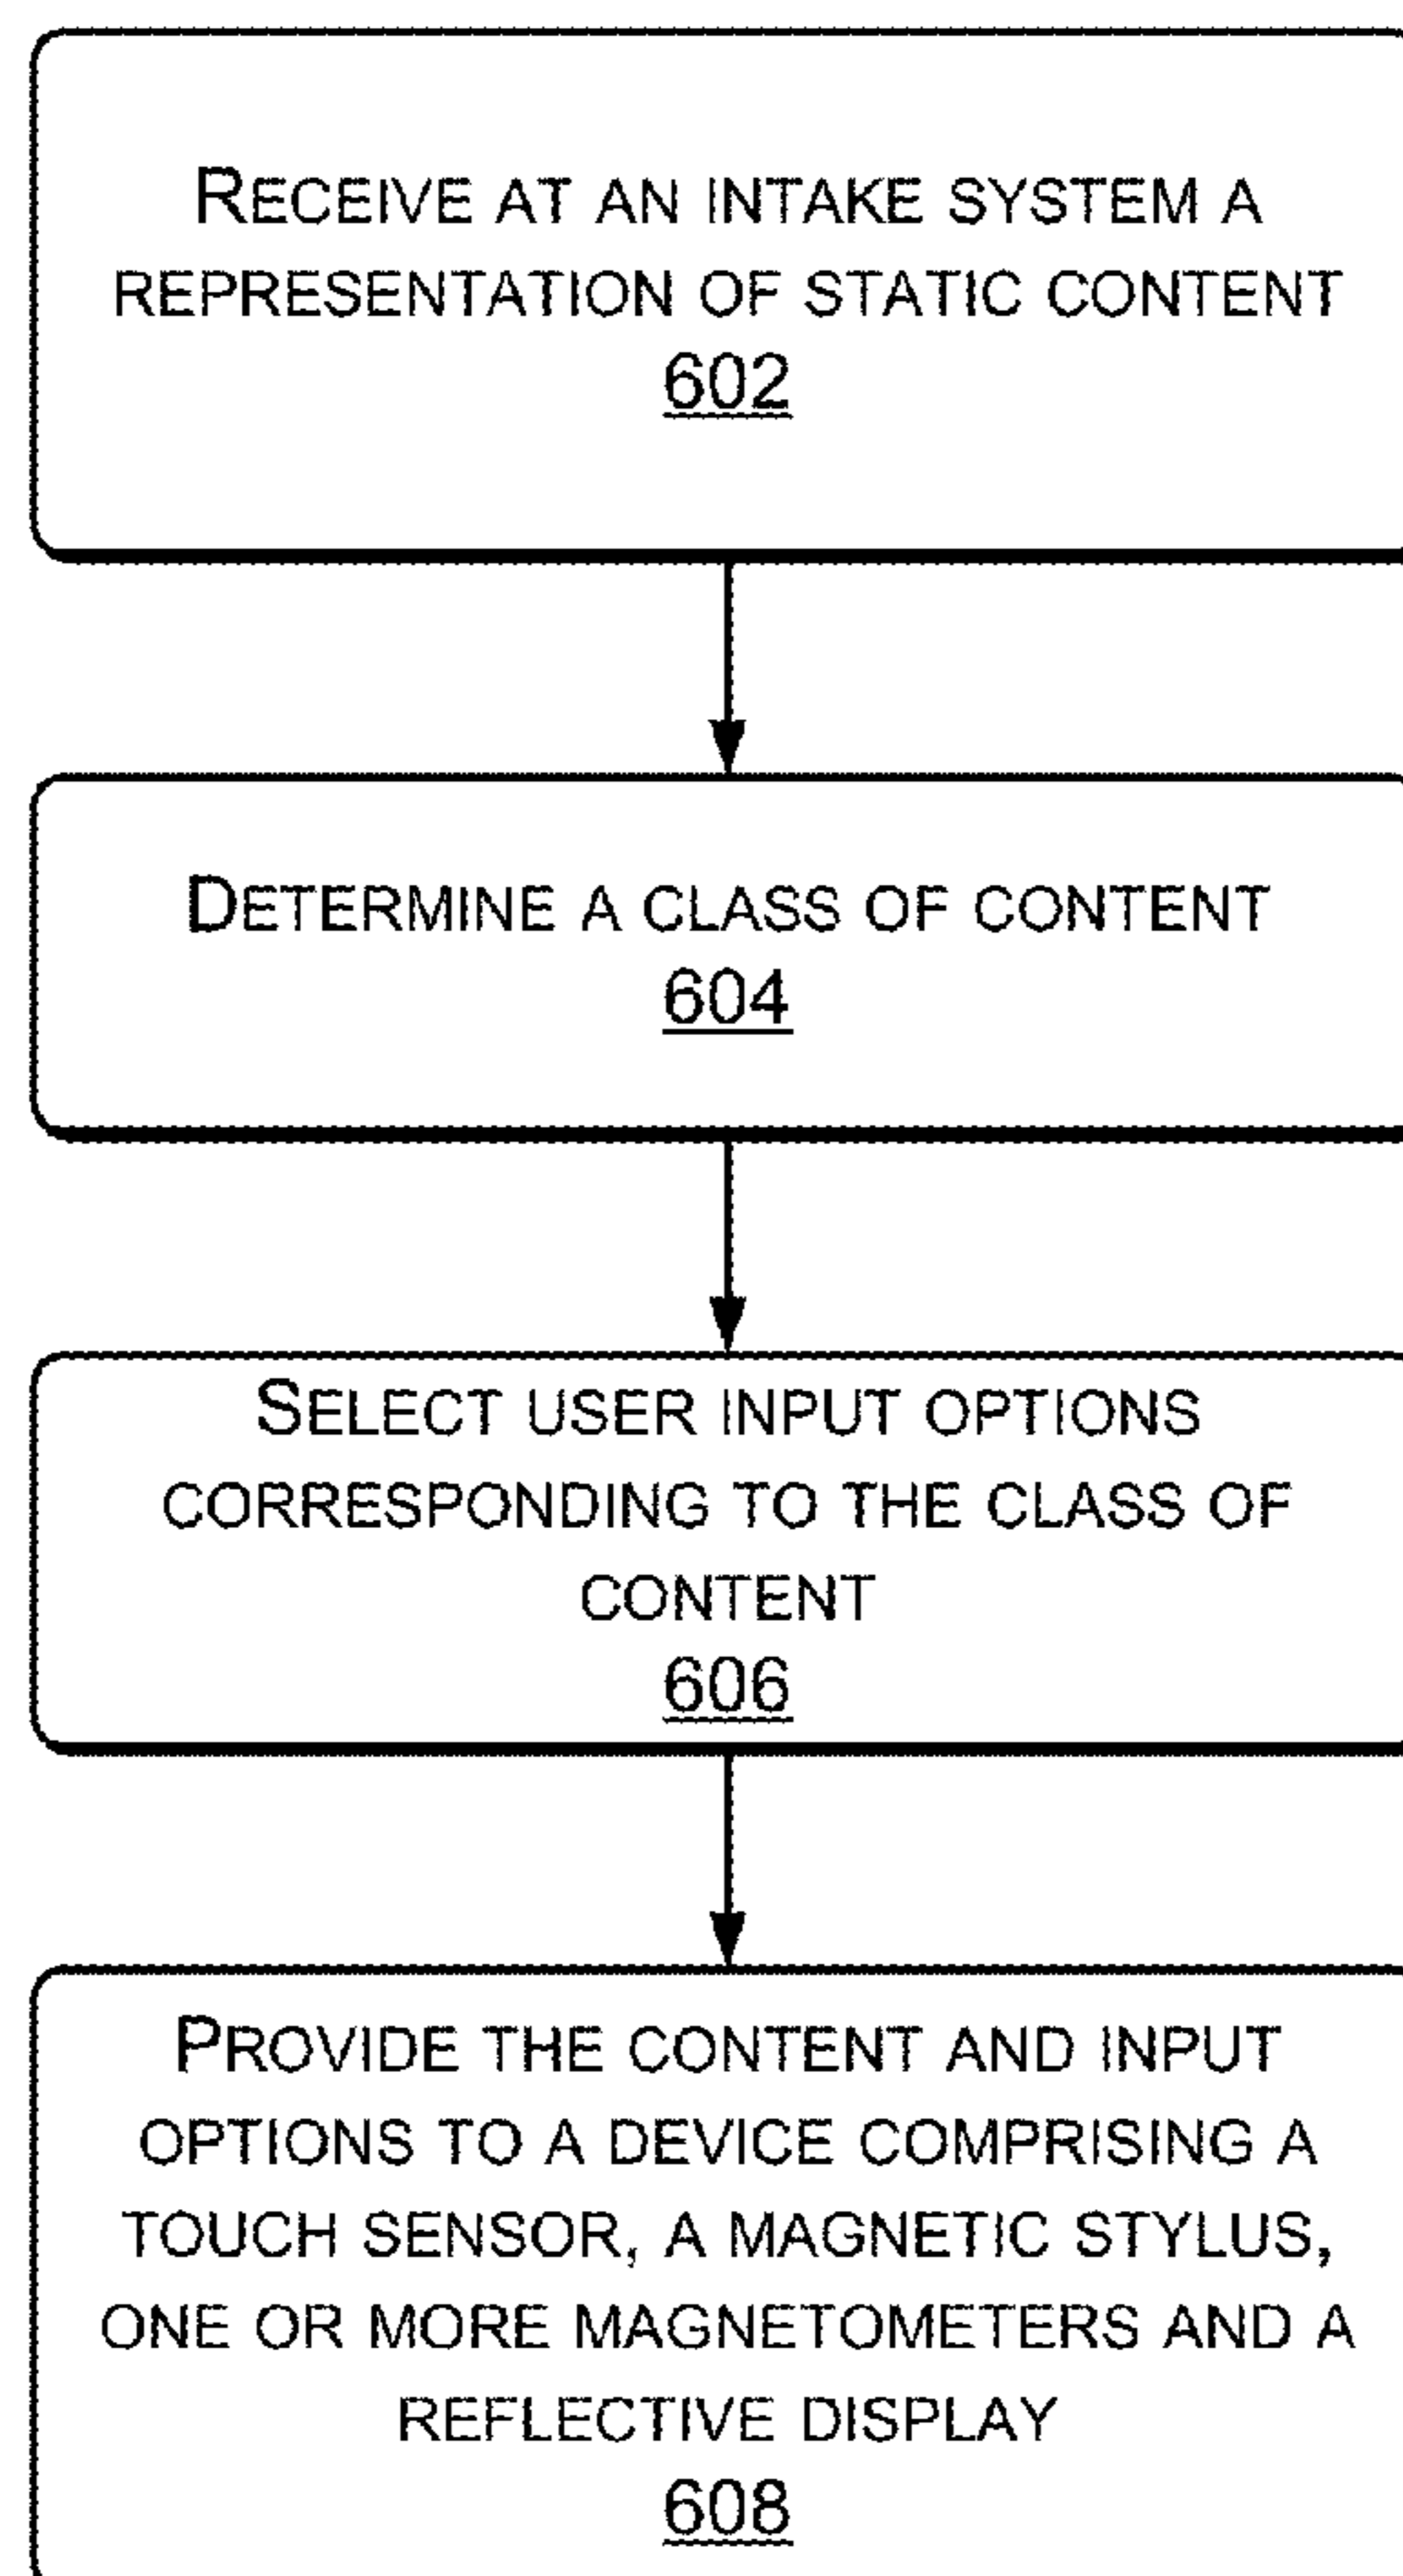 RECEIVE AT AN INTAKE SYSTEM A
REPRESENTATION OF STATIC CONTENT
602
DETERMINE A CLASS OF CONTENT
604
SELECT USER INPUT OPTIONS
CORRESPONDING TO THE CLASS OF
CONTENT
606
PROVIDE THE CONTENT AND INPUT
OPTIONS TO A DEVICE COMPRISING A
TOUCH SENSOR, A MAGNETIC STYLUS,
ONE OR MORE MAGNETOMETERS AND A
REFLECTIVE DISPLAY
608